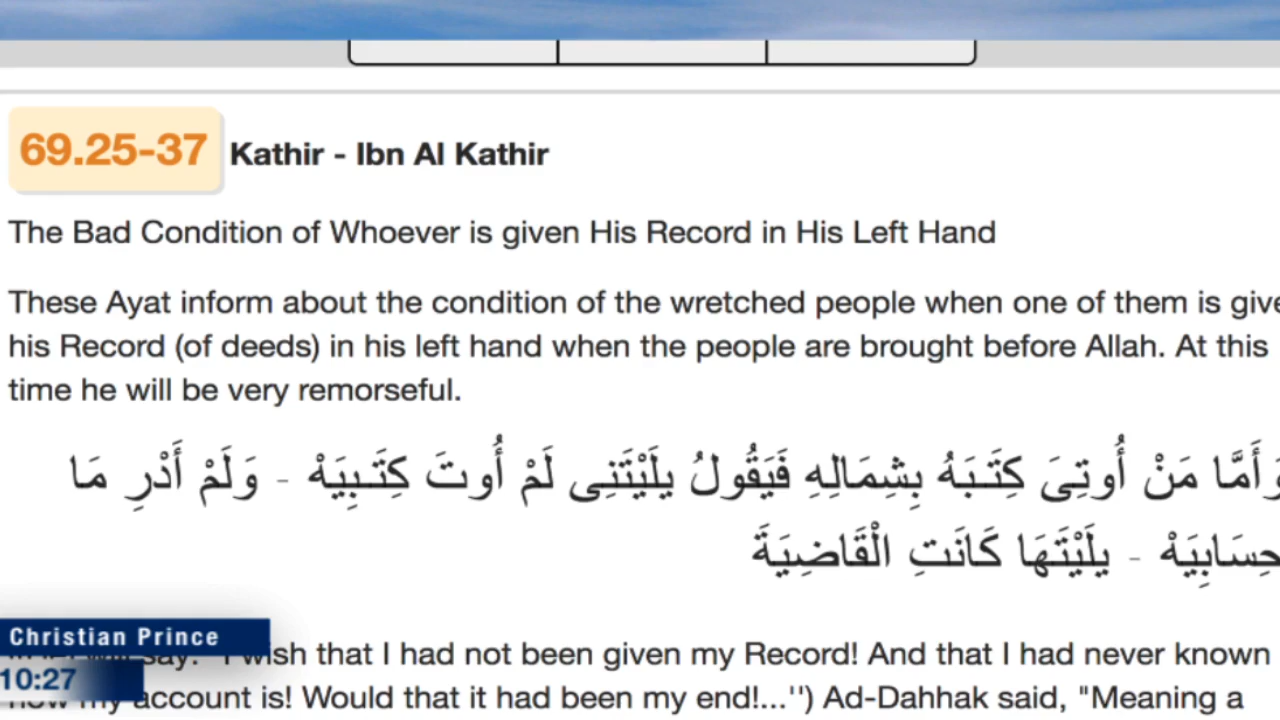 69.25-37 Kathir - Ibn Al Kathir
The Bad Condition of Whoever is given His Record in His Left Hand
These Ayat inform about the condition of the wretched people when one of them is give
his Record (of deeds) in his left hand when the people are brought before Allah. At this
time he will be very remorseful.
وَأَمَّا مَنْ أُوتِىَ كِتَـبَهُ بِشِمَالِهِ فَيَقُولُ يلَيْتَنِى لَمْ أُوتَ كِتَـبِيَهْ - وَلَمْ أَدْرِ مَا
حِسَابِيَهْ - يلَيْتَهَا كَانَتِ الْقَاضِيَةَ
Christian Prince
say: "I wish that I had not been given my Record! And that I had never known
10:27
my account is! Would that it had been my end!...'') Ad-Dahhak said, "Meaning a